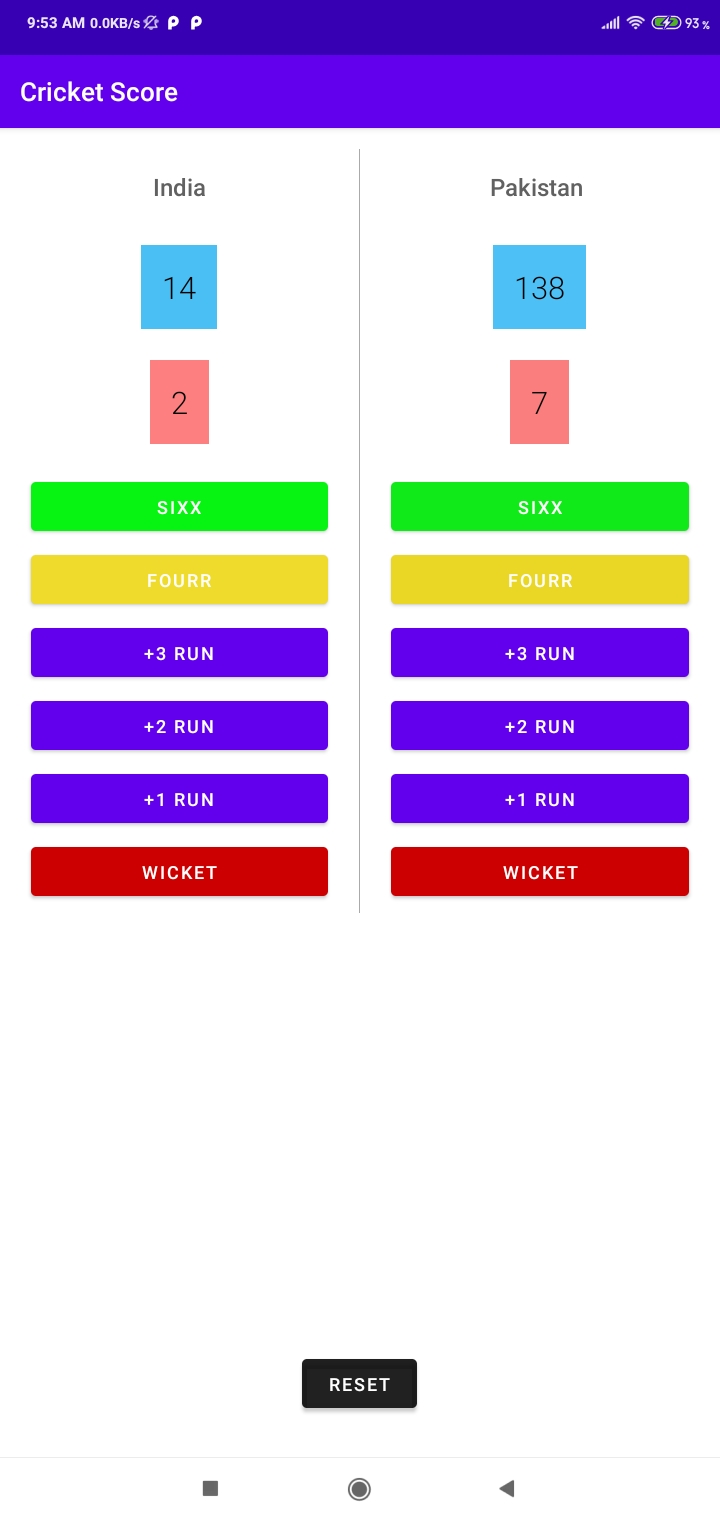 9:53 AM 0.0KB/s 93%
Cricket Score
India
14
2
SIXX
FOURR
+3 RUN
+2 RUN
+1 RUN
WICKET
Pakistan
138
7
SIXX
FOURR
+3 RUN
+2 RUN
+1 RUN
WICKET
RESET